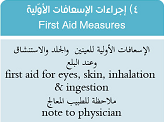 ٤) إجراءات الإسعافات الأولية
First Aid Measures
الإسعافات الأولية للعينين والجلد والاستنشاق
وعند البلع
first aid for eyes, skin, inhalation
& ingestion
ملاحظة للطبيب المعالج
note to physician